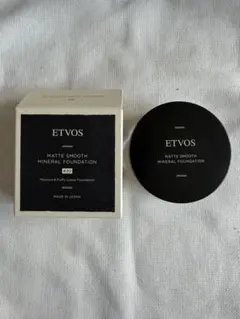 ETVOS
MATTE SMOOTH
MINERAL FOUNDATION
MADE IN JAPAN
ETVOS
MATTE SMOOTH
MINERAL FOUNDATION